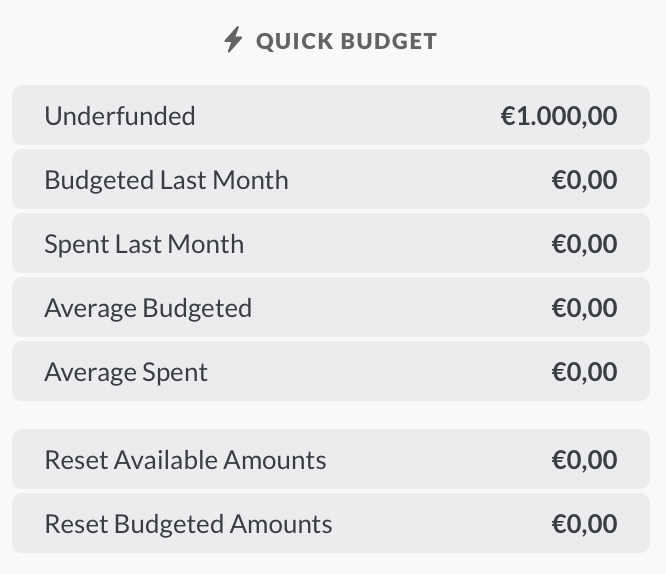 QUICK BUDGET
Underfunded €1.000,00
Budgeted Last Month €0,00
Spent Last Month €0,00
Average Budgeted €0,00
Average Spent €0,00
Reset Available Amounts €0,00
Reset Budgeted Amounts €0,00